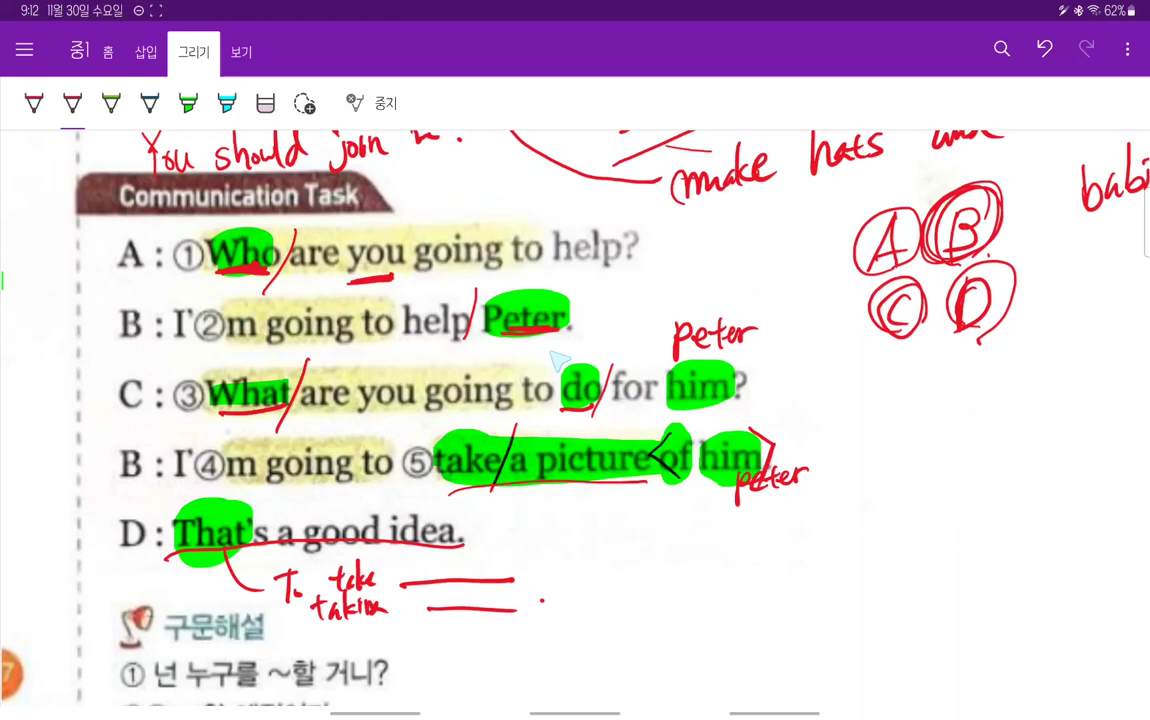 9:12 11월 30일 수요일 62%
중1 홈 삽입 그리기 보기
중지
You should join
make hats
babi
Communication Task
A B
C D
A : ①Who are you going to help?
B : I'②m going to help Peter.
peter
C : ③What are you going to do for him?
B : I'④m going to ⑤take a picture of him
peter
D : That's a good idea.
To take
taking
구문해설
① 넌 누구를 ～할 거니?
7